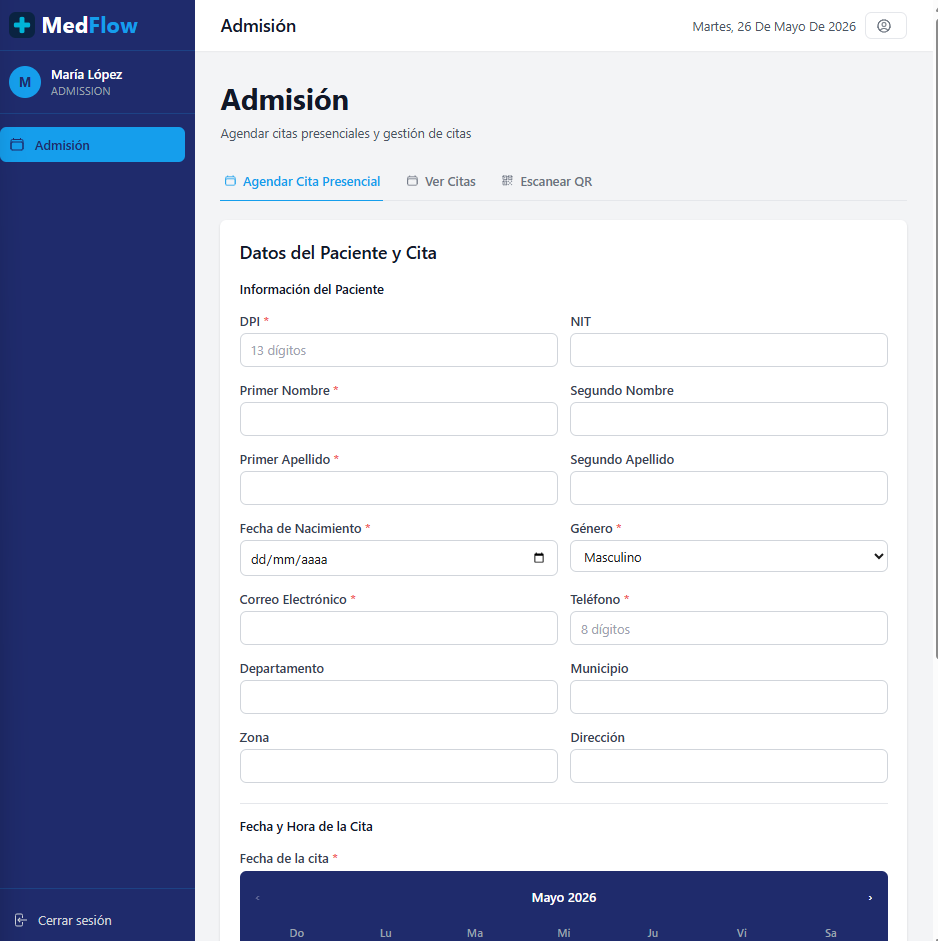 MedFlow
Admisión
Martes, 26 De Mayo De 2026
M
María López
ADMISSION
Admisión
Admisión
Agendar citas presenciales y gestión de citas
Agendar Cita Presencial
Ver Citas
Escanear QR
Datos del Paciente y Cita
Información del Paciente
DPI *
NIT
13 dígitos
Primer Nombre *
Segundo Nombre
Primer Apellido *
Segundo Apellido
Fecha de Nacimiento *
Género *
dd/mm/aaaa
Masculino
Correo Electrónico *
Teléfono *
8 dígitos
Departamento
Municipio
Zona
Dirección
Fecha y Hora de la Cita
Fecha de la cita *
‹ Mayo 2026 ›
Do Lu Ma Mi Ju Vi Sa
Cerrar sesión